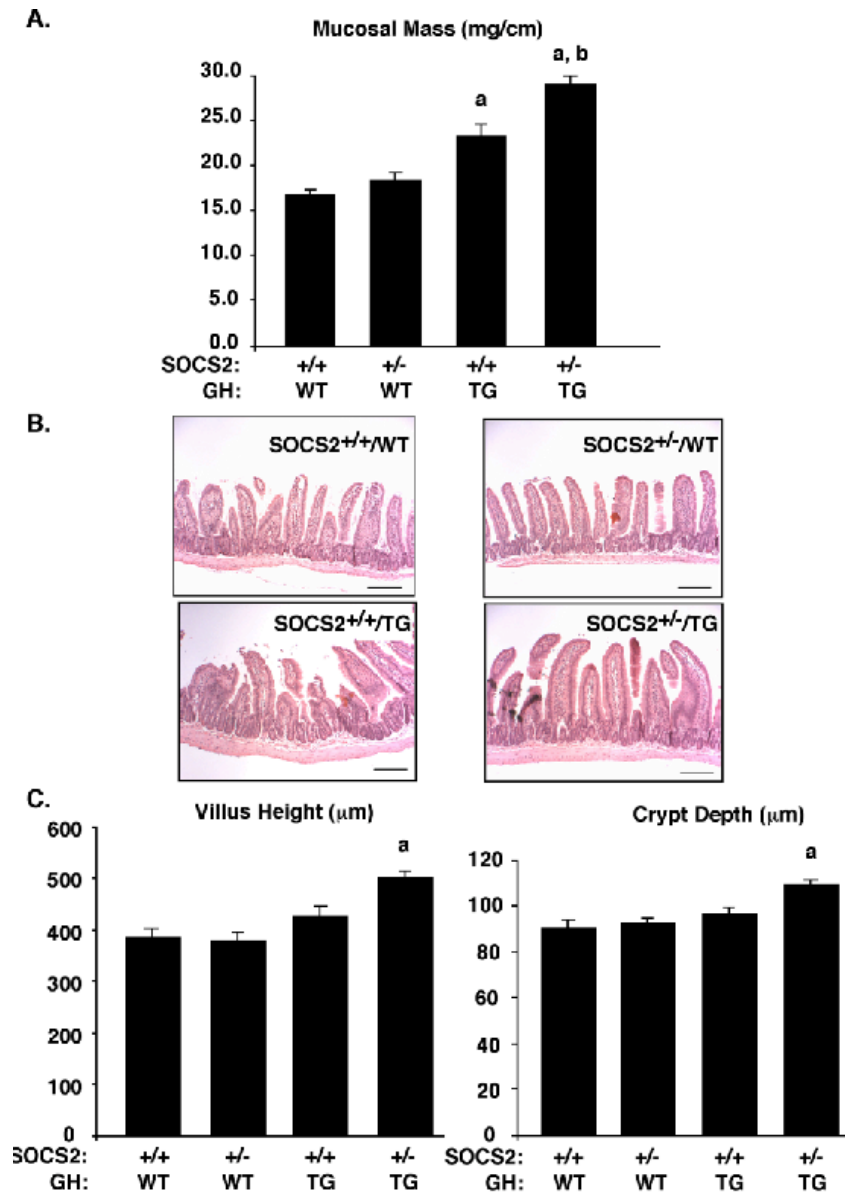 A.
Mucosal Mass (mg/cm)
a, b
a
30.0
25.0
20.0
15.0
10.0
5.0
0.0
SOCS2: +/+ +/- +/+ +/-
GH: WT WT TG TG
B.
SOCS2+/+/WT
SOCS2+/-/WT
SOCS2+/+/TG
SOCS2+/-/TG
C.
Villus Height (μm)
a
600
500
400
300
200
100
0
SOCS2: +/+ +/- +/+ +/-
GH: WT WT TG TG
Crypt Depth (μm)
a
120
100
80
60
40
20
0
SOCS2: +/+ +/- +/+ +/-
GH: WT WT TG TG